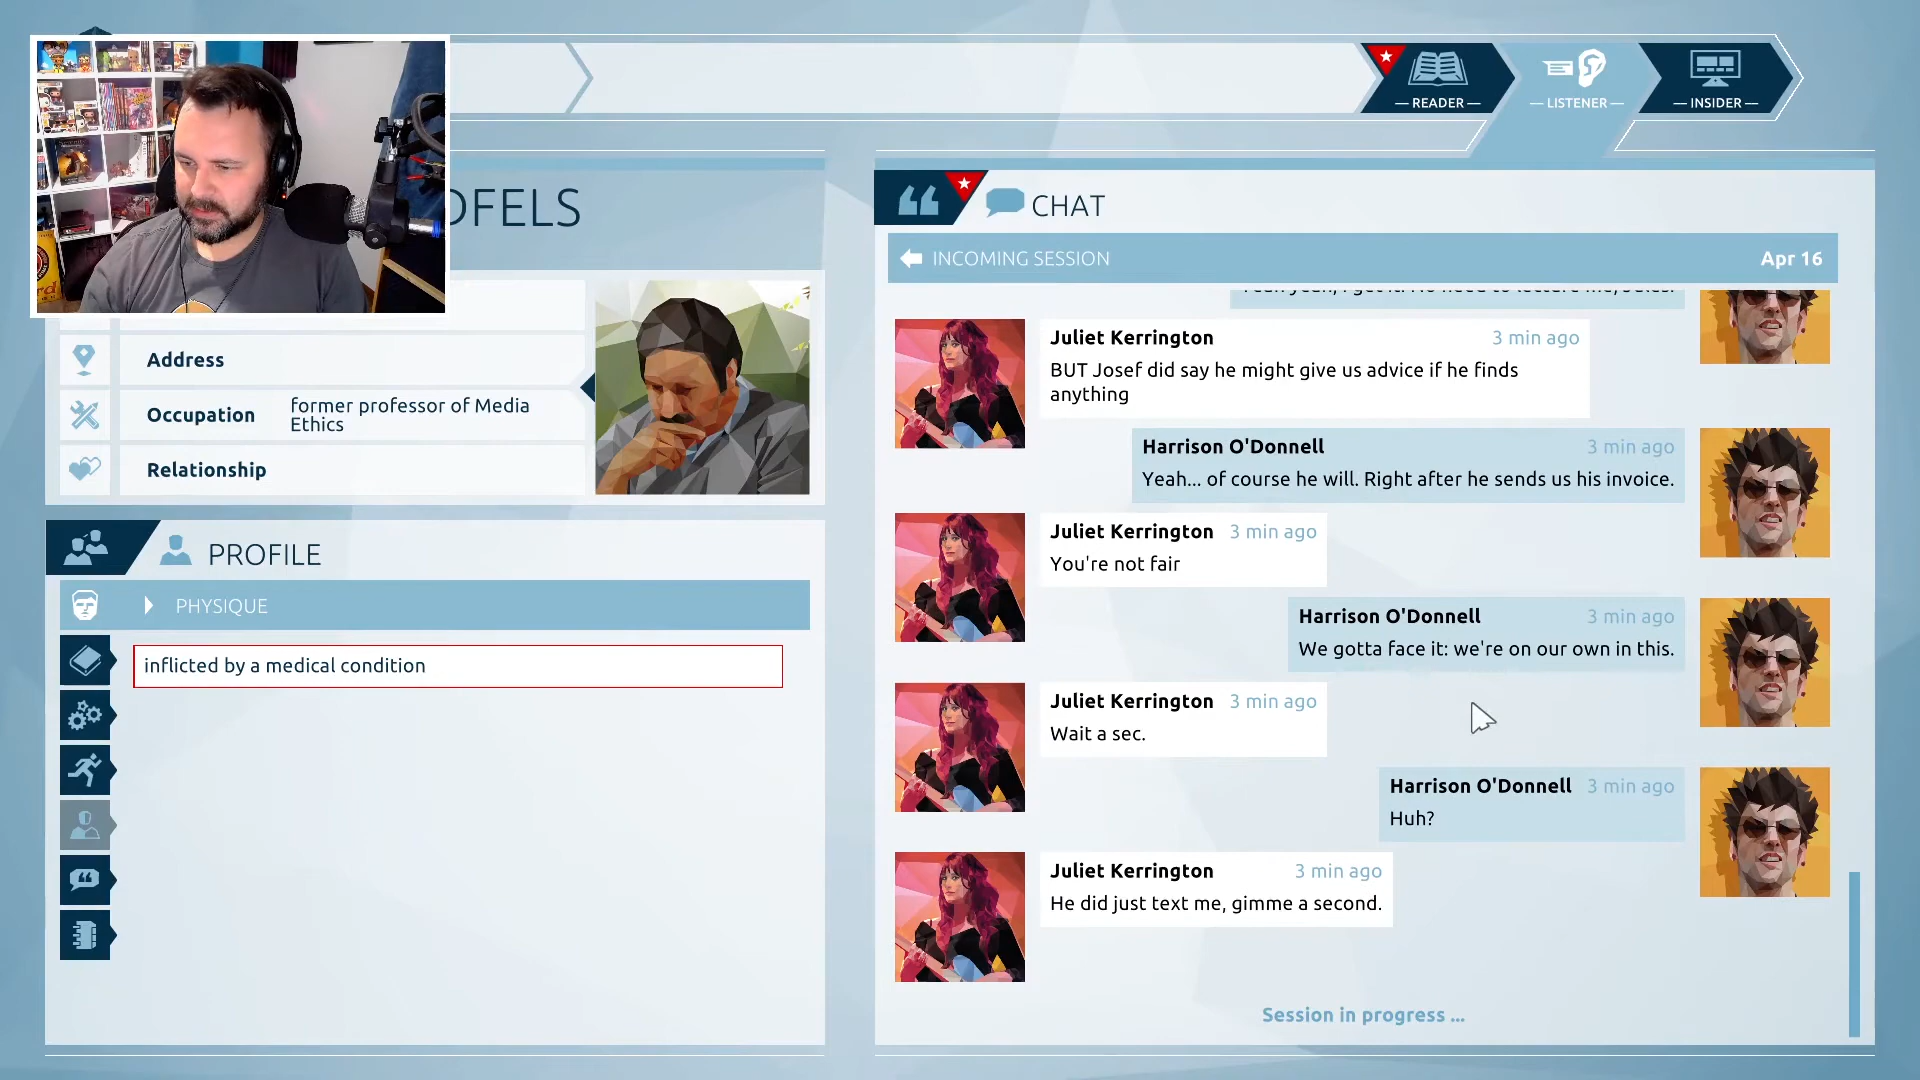 READER
LISTENER
INSIDER
OFELS
Address
Occupation
former professor of Media
Ethics
Relationship
PROFILE
PHYSIQUE
inflicted by a medical condition
CHAT
INCOMING SESSION
Apr 16
Juliet Kerrington
3 min ago
BUT Josef did say he might give us advice if he finds
anything
Harrison O'Donnell
3 min ago
Yeah... of course he will. Right after he sends us his invoice.
Juliet Kerrington
3 min ago
You're not fair
Harrison O'Donnell
3 min ago
We gotta face it: we're on our own in this.
Juliet Kerrington
3 min ago
Wait a sec.
Harrison O'Donnell
3 min ago
Huh?
Juliet Kerrington
3 min ago
He did just text me, gimme a second.
Session in progress ...